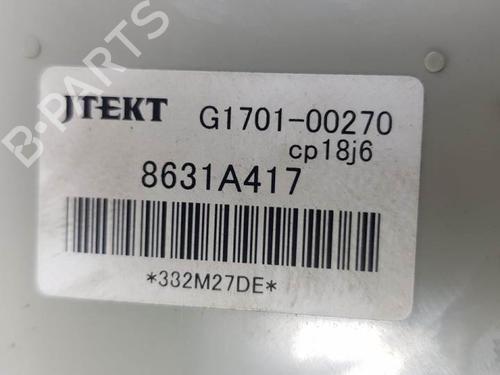 B-PARTS
JTEKT G1701-00270
cp18j6
8631A417
*332M27DE*